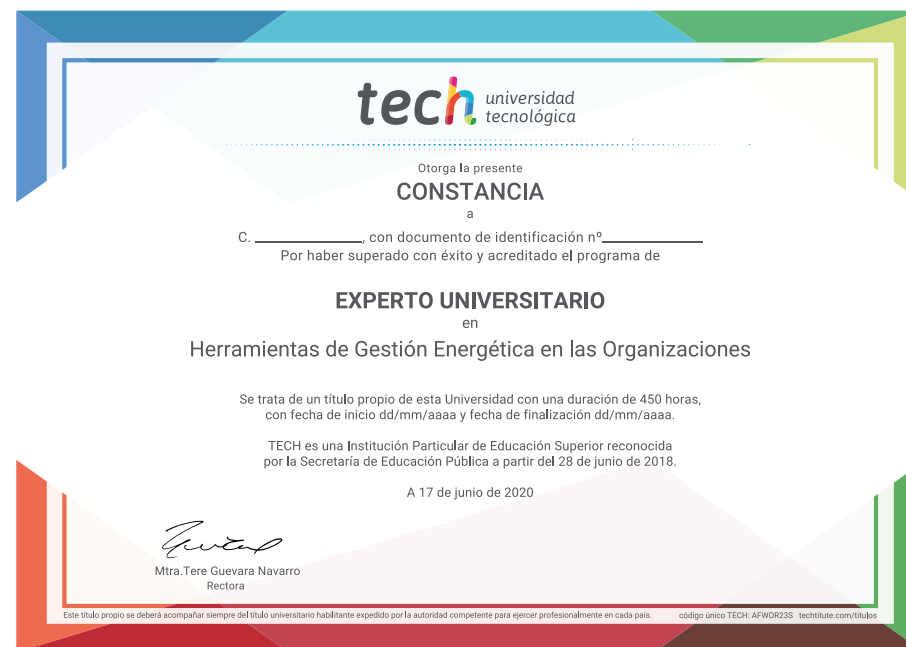 tech universidad
tecnológica
Otorga la presente
CONSTANCIA
a
C. ____________, con documento de identificación nº____________
Por haber superado con éxito y acreditado el programa de
EXPERTO UNIVERSITARIO
en
Herramientas de Gestión Energética en las Organizaciones
Se trata de un título propio de esta Universidad con una duración de 450 horas,
con fecha de inicio dd/mm/aaaa y fecha de finalización dd/mm/aaaa.
TECH es una Institución Particular de Educación Superior reconocida
por la Secretaría de Educación Pública a partir del 28 de junio de 2018.
A 17 de junio de 2020
Mtra.Tere Guevara Navarro
Rectora
Este título propio se deberá acompañar siempre del título universitario habilitante expedido por la autoridad competente para ejercer profesionalmente en cada país. código único TECH: AFWOR23S techtitute.com/titulos